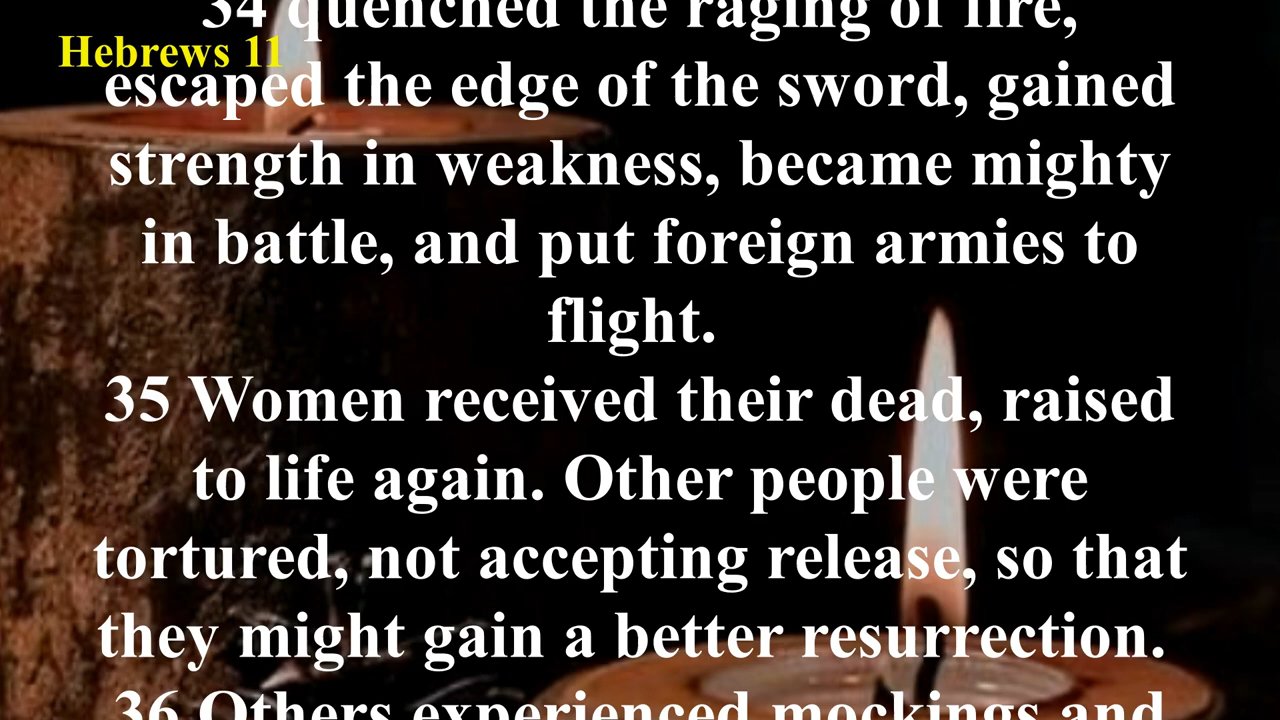 34 quenched the raging of fire,
Hebrews 11
escaped the edge of the sword, gained
strength in weakness, became mighty
in battle, and put foreign armies to
flight.
35 Women received their dead, raised
to life again. Other people were
tortured, not accepting release, so that
they might gain a better resurrection.
36 Others experienced mockings and